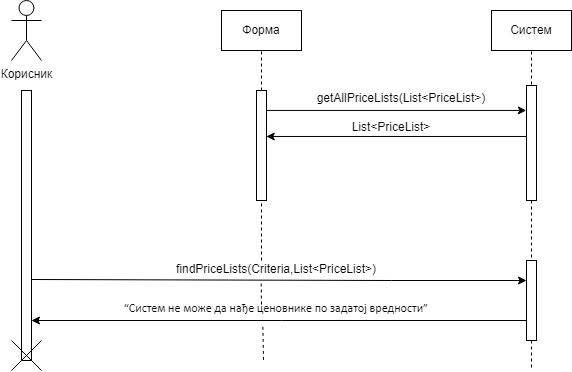 Форма
Систем
Корисник
getAllPriceLists(List<PriceList>)
List<PriceList>
findPriceLists(Criteria,List<PriceList>)
“Систем не може да нађе ценовнике по задатој вредности”